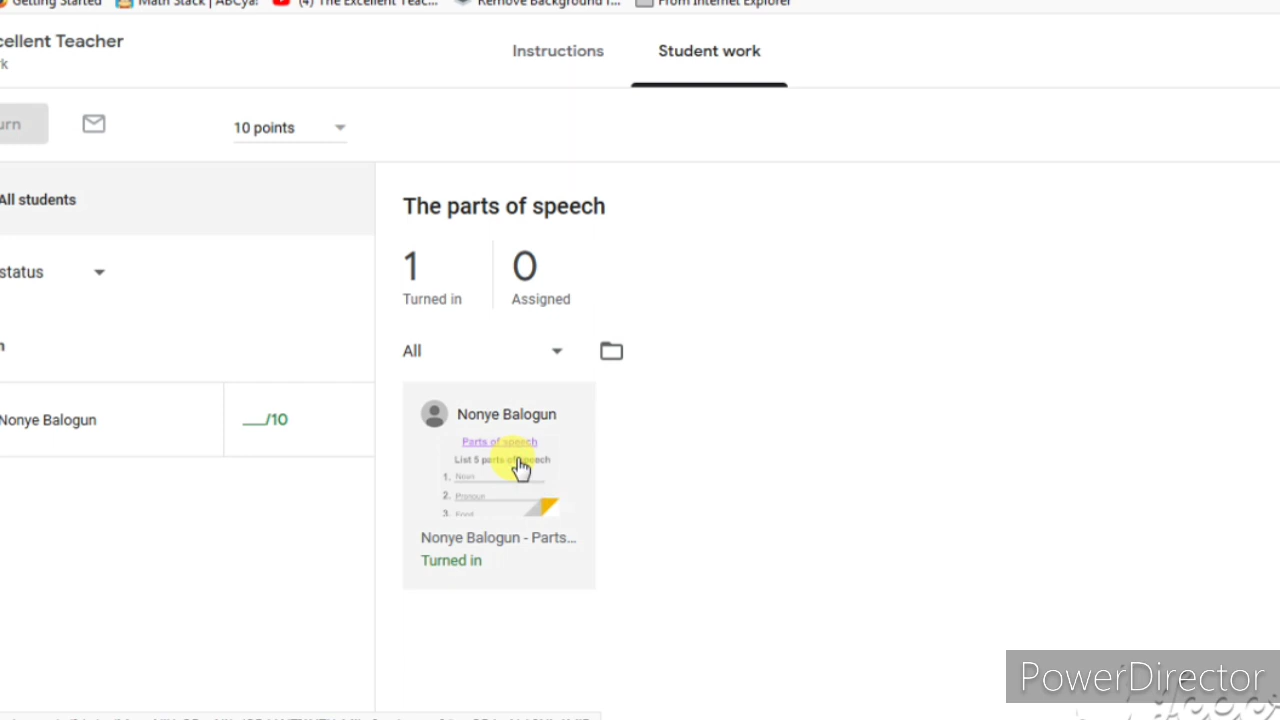 Getting Started Math Stack | ABCya! (4) The Excellent Teac... Remove Background f... From Internet Explorer
cellent Teacher
k
Instructions
Student work
urn
10 points
All students
The parts of speech
1
0
Turned in
Assigned
status
n
All
Nonye Balogun
__/10
Nonye Balogun
Parts of speech
List 5 parts of speech
1. Noun
2. Pronoun
3. Food
Nonye Balogun - Parts...
Turned in
PowerDirector